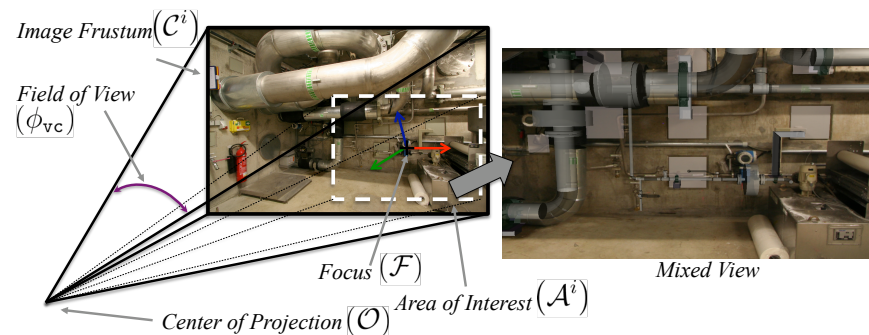 Image Frustum (𝒞ⁱ)
Field of View
(ϕ_vc)
Focus (ℱ)
Area of Interest (𝒜ⁱ)
Center of Projection (𝒪)
Mixed View